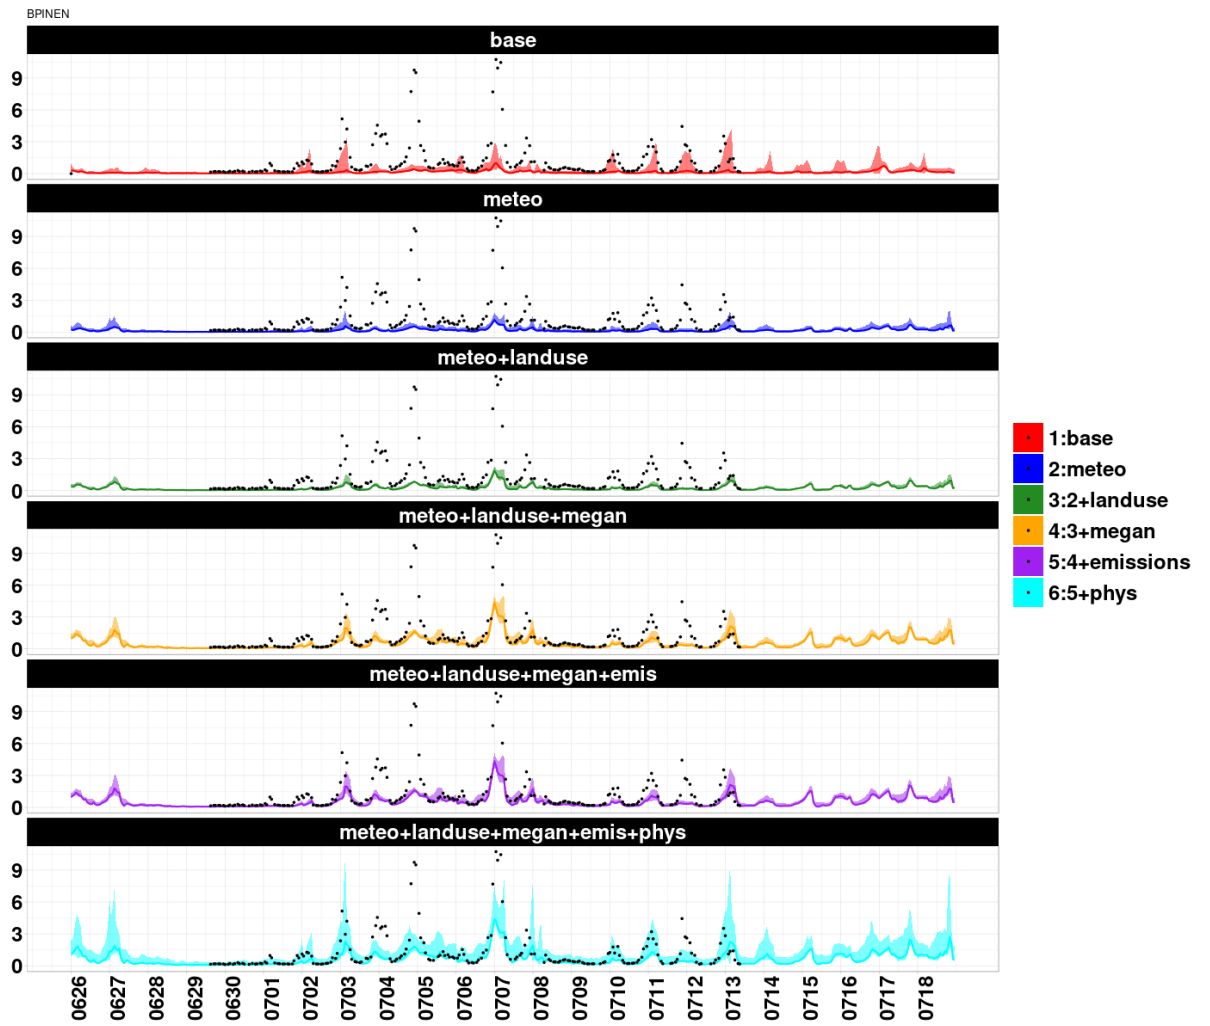 BPINEN
base
9
6
3
0
meteo
9
6
3
0
meteo+landuse
9
6
3
0
meteo+landuse+megan
9
6
3
0
meteo+landuse+megan+emis
9
6
3
0
meteo+landuse+megan+emis+phys
9
6
3
0
0626 0627 0628 0629 0630 0701 0702 0703 0704 0705 0706 0707 0708 0709 0710 0711 0712 0713 0714 0715 0716 0717 0718
1:base
2:meteo
3:2+landuse
4:3+megan
5:4+emissions
6:5+phys